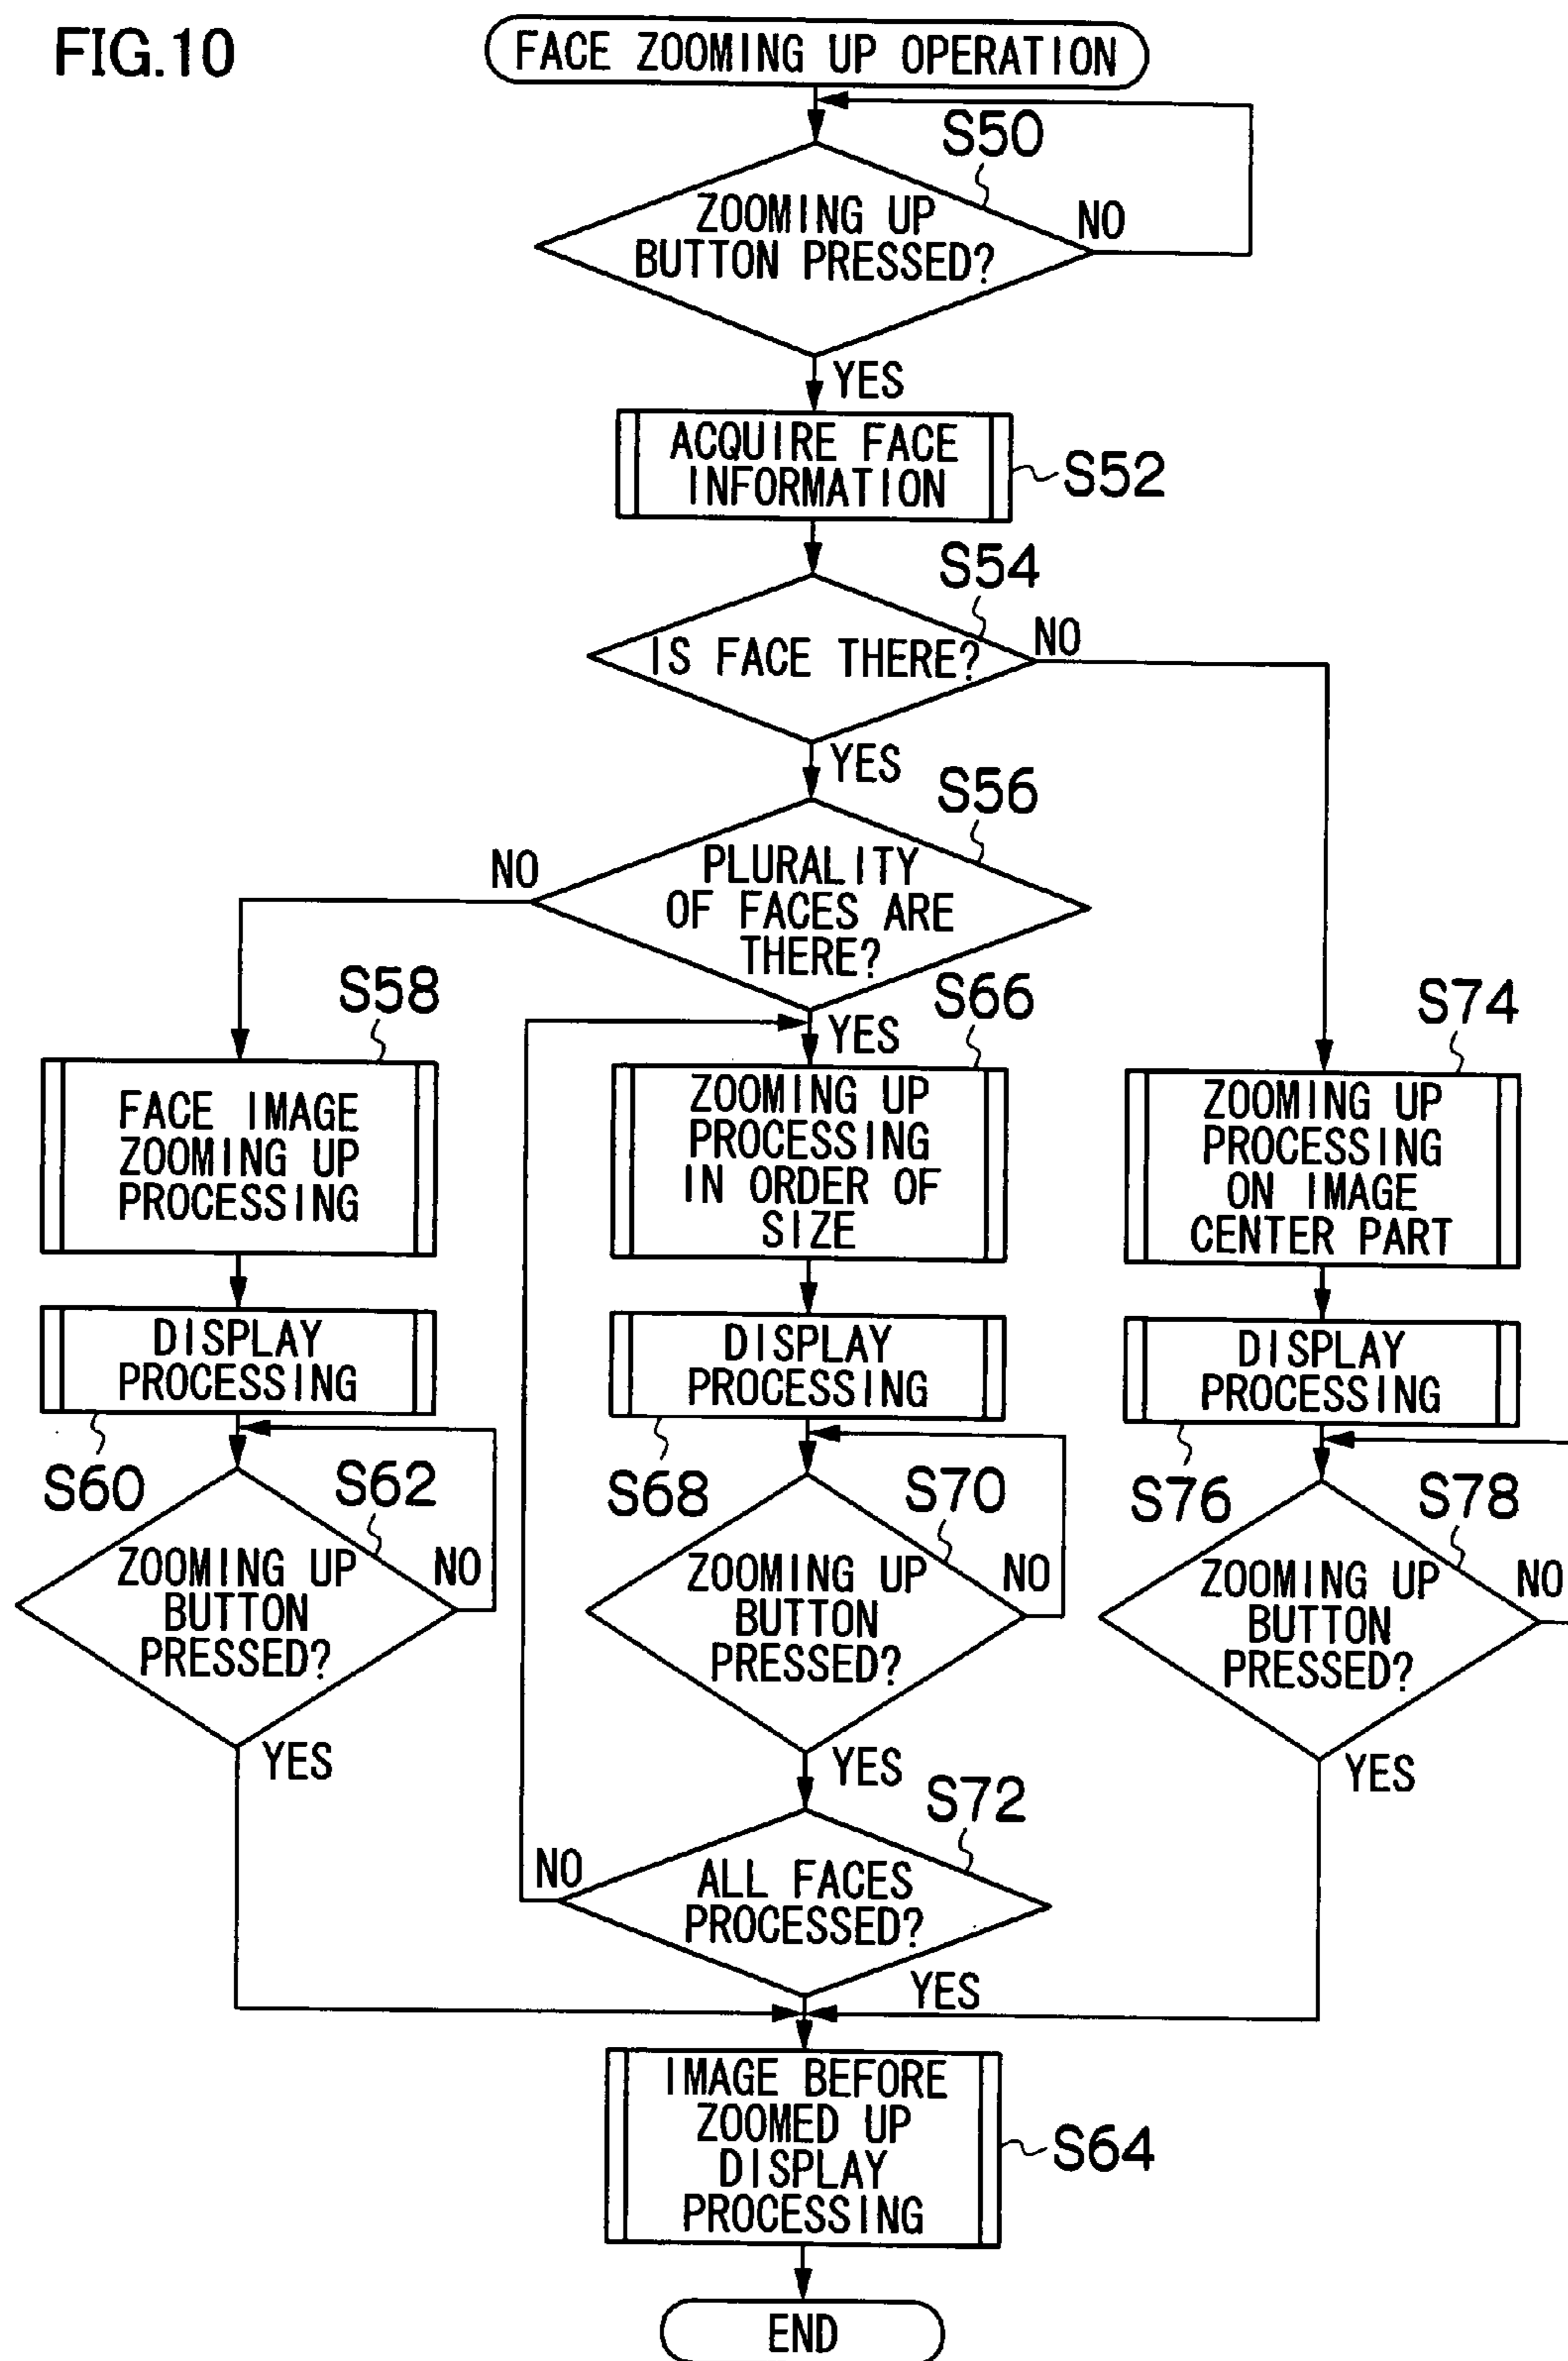 FIG.10
FACE ZOOMING UP OPERATION
S50
ZOOMING UP
BUTTON PRESSED?
NO
YES
ACQUIRE FACE
INFORMATION
S52
S54
IS FACE THERE?
NO
YES
S56
NO
PLURALITY
OF FACES ARE
THERE?
YES
S58
FACE IMAGE
ZOOMING UP
PROCESSING
DISPLAY
PROCESSING
S60
S62
ZOOMING UP
BUTTON
PRESSED?
NO
YES
S66
ZOOMING UP
PROCESSING
IN ORDER OF
SIZE
DISPLAY
PROCESSING
S68
S70
ZOOMING UP
BUTTON
PRESSED?
NO
YES
S72
NO
ALL FACES
PROCESSED?
YES
S74
ZOOMING UP
PROCESSING
ON IMAGE
CENTER PART
DISPLAY
PROCESSING
S76
S78
ZOOMING UP
BUTTON
PRESSED?
NO
YES
IMAGE BEFORE
ZOOMED UP
DISPLAY
PROCESSING
S64
END